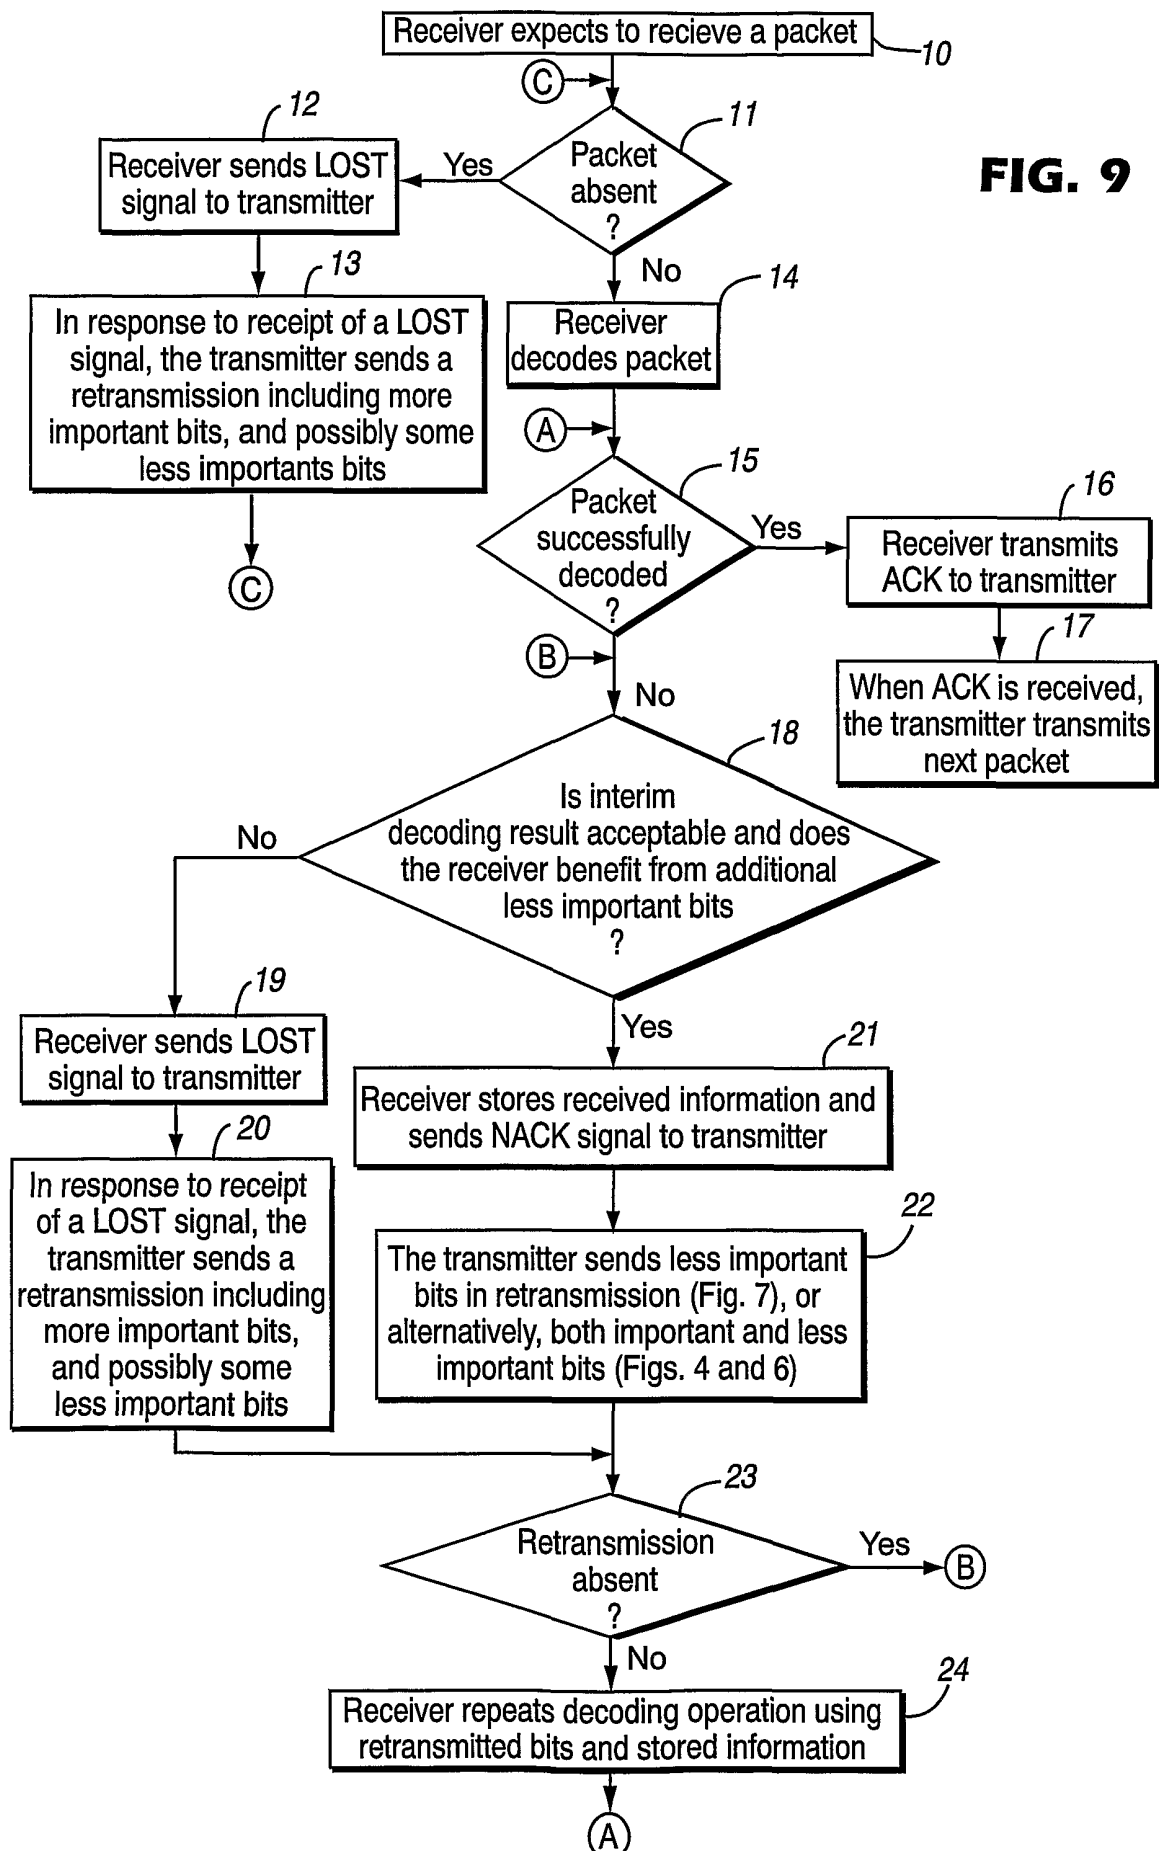 Receiver expects to recieve a packet
10
C
11
12
Packet
absent
?
Yes
Receiver sends LOST
signal to transmitter
FIG. 9
No
13
In response to receipt of a LOST
signal, the transmitter sends a
retransmission including more
important bits, and possibly some
less importants bits
C
14
Receiver
decodes packet
A
15
Packet
successfully
decoded
?
Yes
16
Receiver transmits
ACK to transmitter
17
When ACK is received,
the transmitter transmits
next packet
B
No
18
Is interim
decoding result acceptable and does
the receiver benefit from additional
less important bits
?
No
19
Receiver sends LOST
signal to transmitter
20
In response to receipt
of a LOST signal, the
transmitter sends a
retransmission including
more important bits,
and possibly some
less important bits
Yes
21
Receiver stores received information and
sends NACK signal to transmitter
22
The transmitter sends less important
bits in retransmission (Fig. 7), or
alternatively, both important and less
important bits (Figs. 4 and 6)
23
Retransmission
absent
?
Yes
B
No
24
Receiver repeats decoding operation using
retransmitted bits and stored information
A